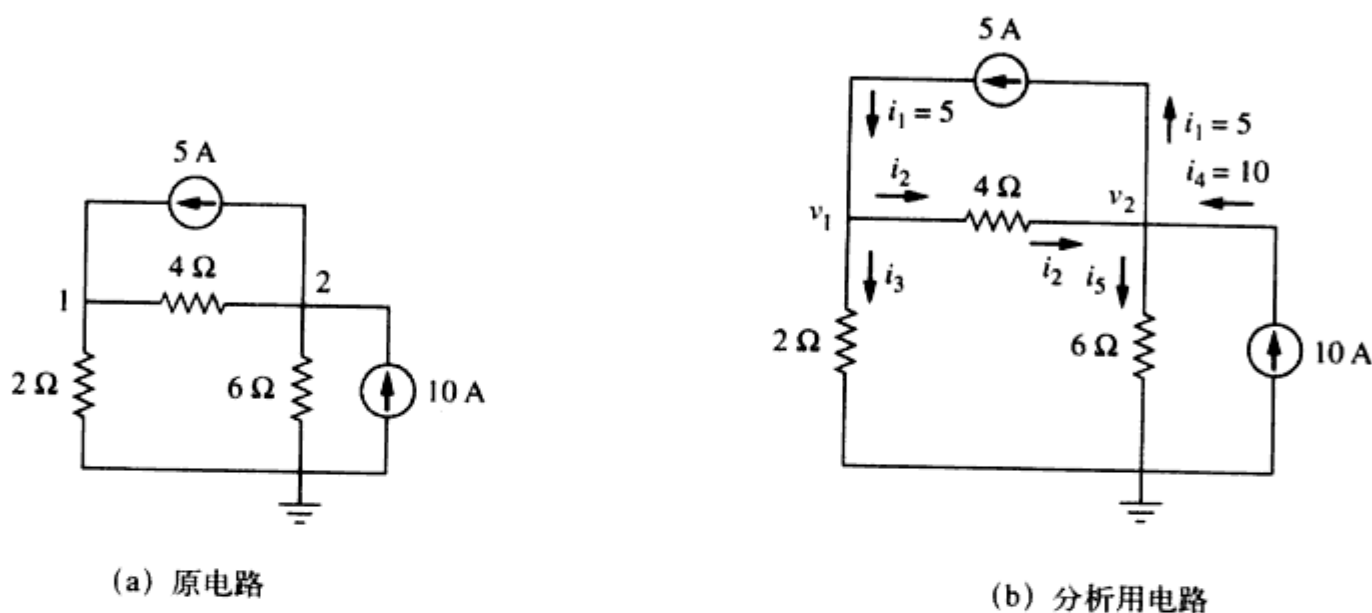 5 A
4 Ω
1
2
2 Ω
6 Ω
10 A
(a) 原电路
5 A
i₁ = 5
i₁ = 5
i₂
4 Ω
i₄ = 10
v₁
v₂
i₃
i₂
i₅
2 Ω
6 Ω
10 A
(b) 分析用电路